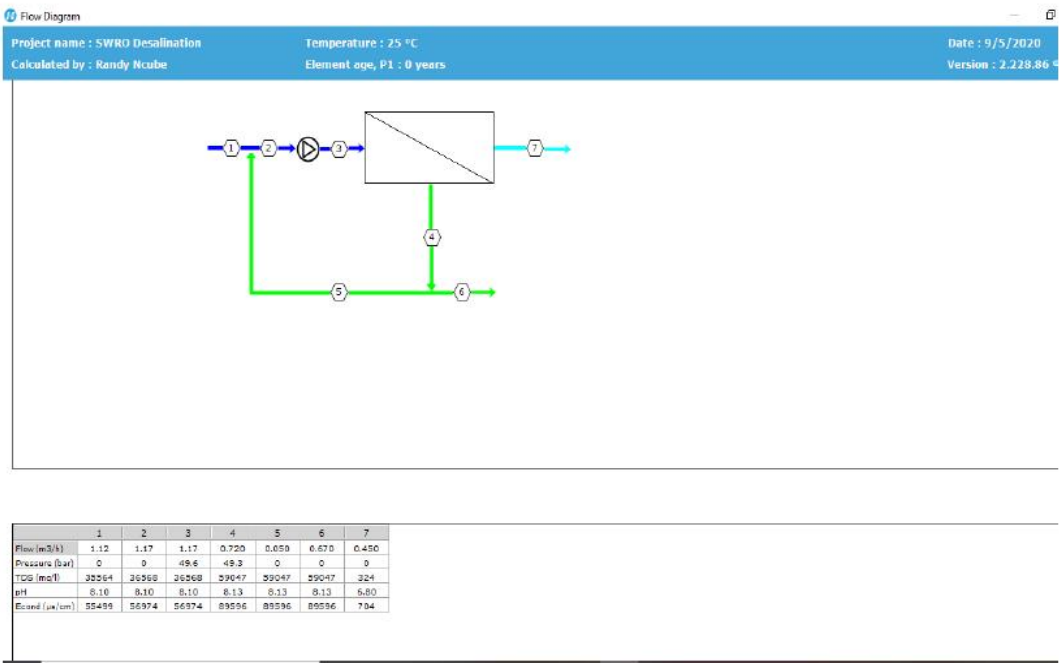 Flow Diagram
Project name : SWRO Desalination Temperature : 25 °C Date : 9/5/2020
Calculated by : Randy Ncube Element age, P1 : 0 years Version : 2.228.86 %
1 2 3 7
4
5 6
1 2 3 4 5 6 7
Flow (m3/h) 1.12 1.17 1.17 0.720 0.050 0.670 0.450
Pressure (bar) 0 0 49.6 49.3 0 0 0
TDS (mg/l) 35564 36568 36568 59047 59047 59047 324
pH 8.10 8.10 8.10 8.13 8.13 8.13 6.80
Econd (µs/cm) 55499 56974 56974 89596 89596 89596 704